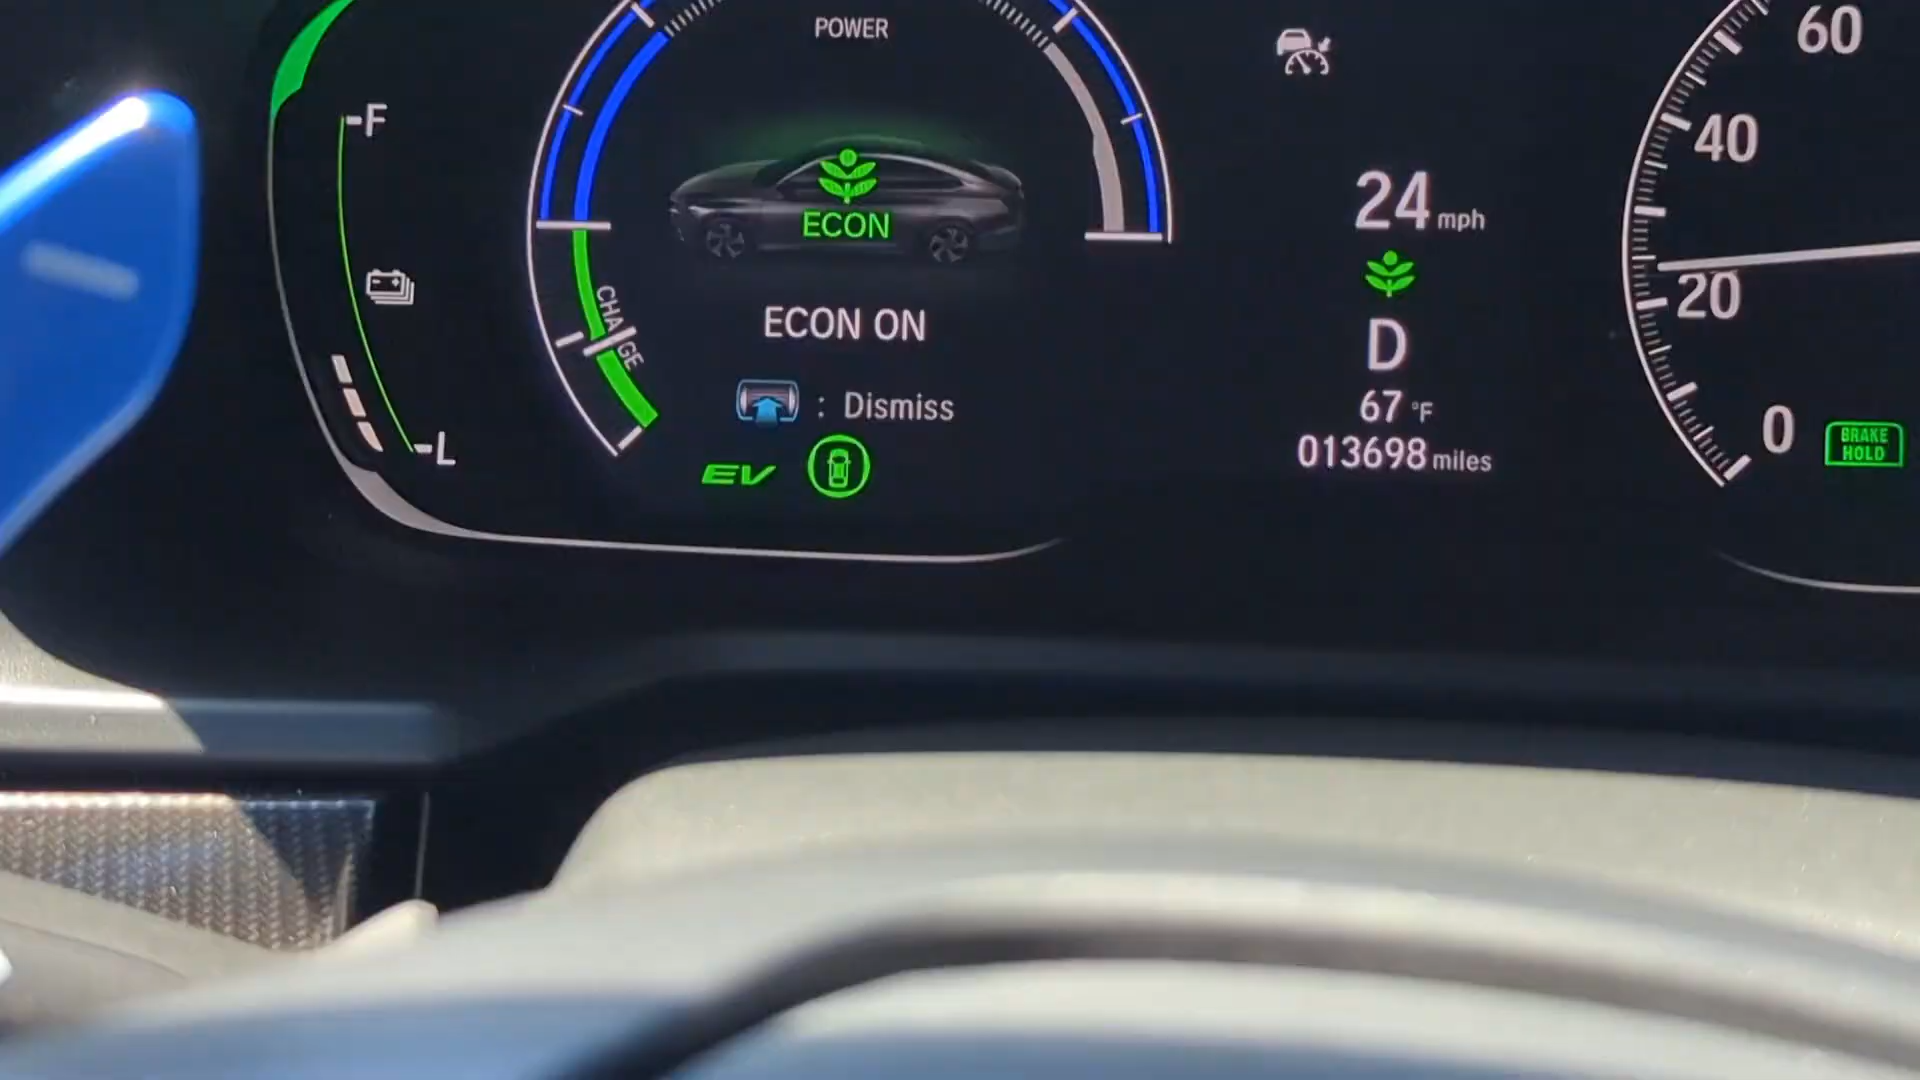 POWER
F
L
CHARGE
ECON
ECON ON
: Dismiss
EV
24 mph
D
67 °F
013698 miles
60
40
20
0
BRAKE
HOLD